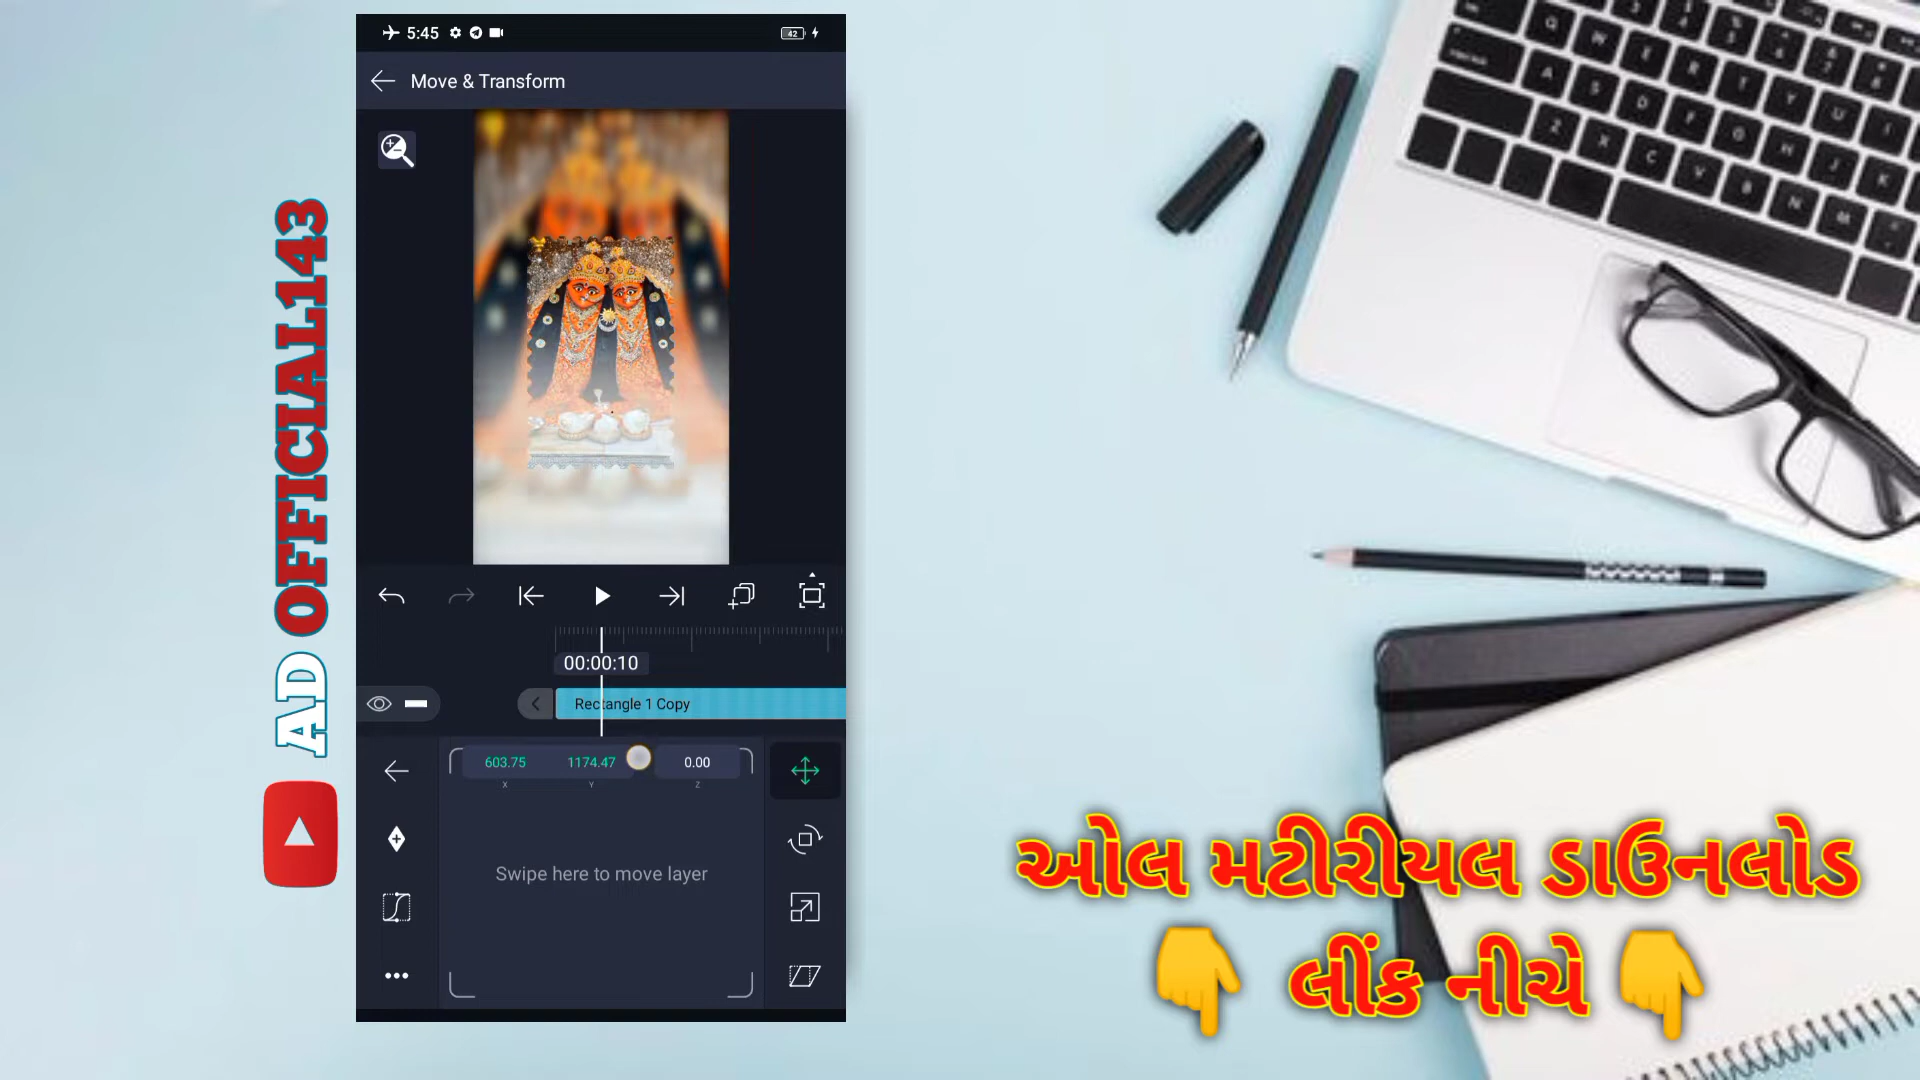 5:45
42
Move & Transform
00:00:10
Rectangle 1 Copy
603.75 1174.47 0.00
X Y Z
Swipe here to move layer
AD OFFICIAL143
ઓલ મટીરીયલ ડાઉનલોડ
👇 લીંક નીચે 👇